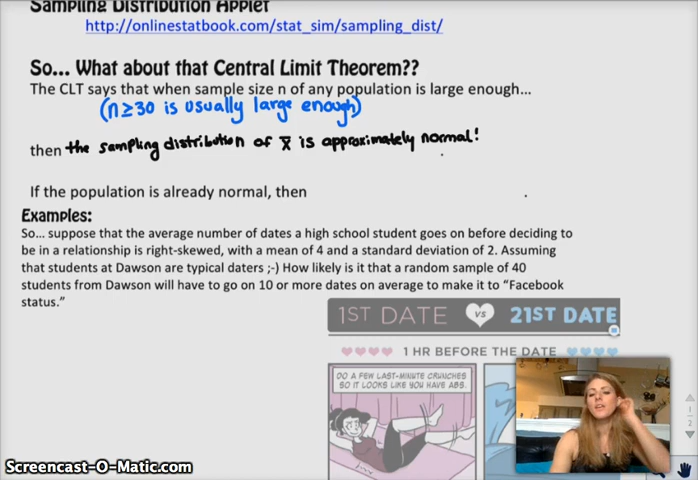 Sampling Distribution Applet
http://onlinestatbook.com/stat_sim/sampling_dist/
So... What about that Central Limit Theorem??
The CLT says that when sample size n of any population is large enough...
(n≥30 is usually large enough)
then the sampling distribution of x̄ is approximately normal!
If the population is already normal, then .
Examples:
So... suppose that the average number of dates a high school student goes on before deciding to
be in a relationship is right-skewed, with a mean of 4 and a standard deviation of 2. Assuming
that students at Dawson are typical daters ;-) How likely is it that a random sample of 40
students from Dawson will have to go on 10 or more dates on average to make it to “Facebook
status.”
1ST DATE vs 21ST DATE
1 HR BEFORE THE DATE
DO A FEW LAST-MINUTE CRUNCHES
SO IT LOOKS LIKE YOU HAVE ABS.
1
2
Screencast-O-Matic.com